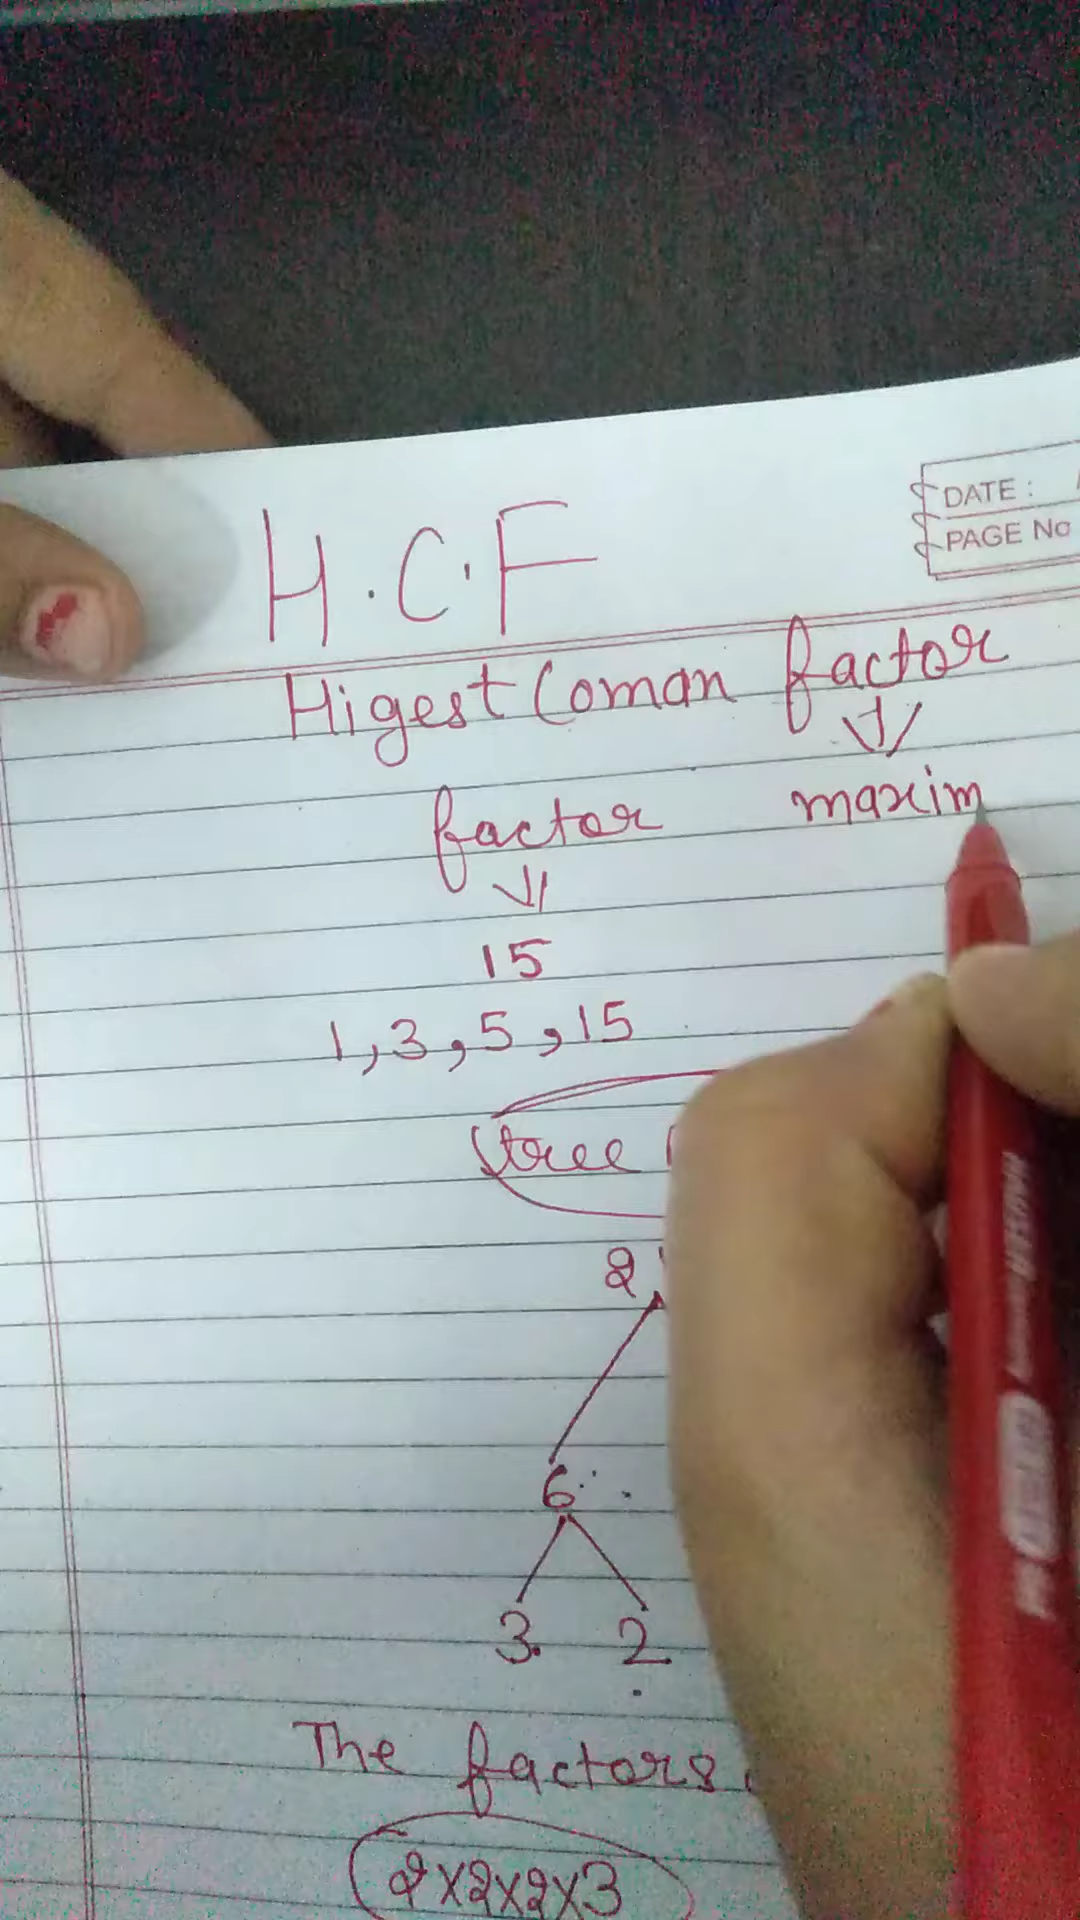 DATE :
PAGE No
H.C.F
Higest Coman factor
factor
maxim
15
1,3,5,15
tree
2
6
3 2
The factors
2x2x2x3